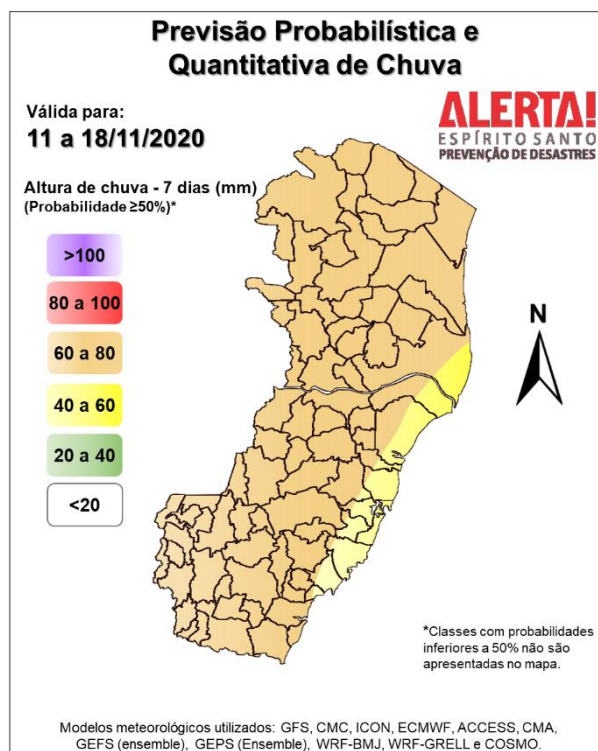 Previsão Probabilística e
Quantitativa de Chuva
Válida para:
11 a 18/11/2020
ALERTA!
ESPÍRITO SANTO
PREVENÇÃO DE DESASTRES
Altura de chuva - 7 dias (mm)
(Probabilidade ≥50%)*
>100
80 a 100
60 a 80
40 a 60
20 a 40
<20
N
*Classes com probabilidades
inferiores a 50% não são
apresentadas no mapa.
Modelos meteorológicos utilizados: GFS, CMC, ICON, ECMWF, ACCESS, CMA,
GEFS (ensemble), GEPS (Ensemble), WRF-BMJ, WRF-GRELL e COSMO.